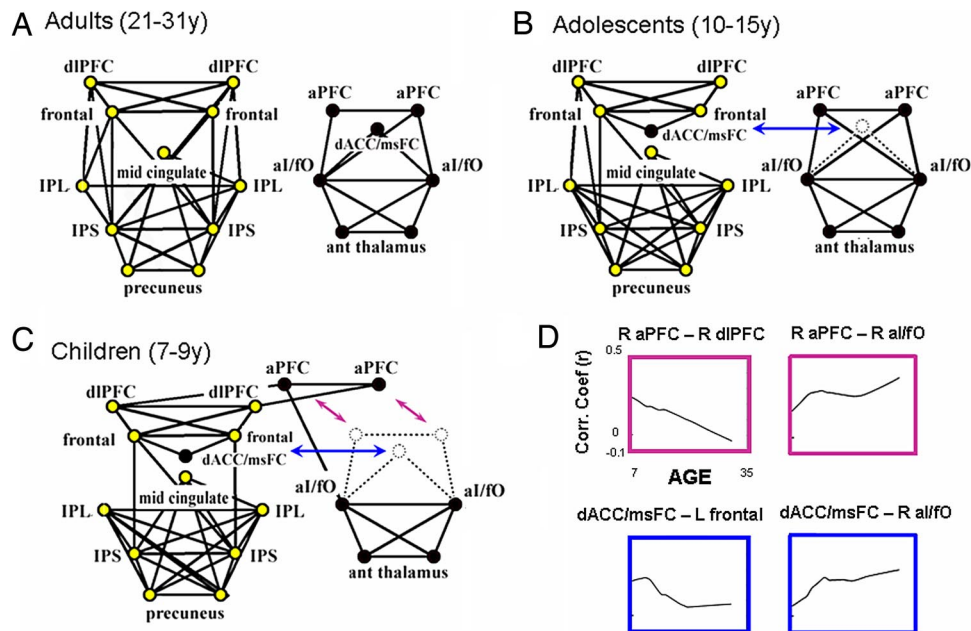 A Adults (21-31y)
dlPFC dlPFC
frontal frontal
mid cingulate
IPL IPL
IPS IPS
precuneus
aPFC aPFC
dACC/msFC
aI/fO aI/fO
ant thalamus
B Adolescents (10-15y)
dlPFC dlPFC
frontal frontal
dACC/msFC
mid cingulate
IPL IPL
IPS IPS
precuneus
aPFC aPFC
aI/fO aI/fO
ant thalamus
C Children (7-9y)
dlPFC dlPFC
frontal frontal
dACC/msFC
mid cingulate
IPL IPL
IPS IPS
precuneus
aPFC aPFC
aI/fO aI/fO
ant thalamus
D
R aPFC – R dlPFC
Corr. Coef (r)
0.5
0
-0.1
7 AGE 35
R aPFC – R aI/fO
dACC/msFC – L frontal
dACC/msFC – R aI/fO